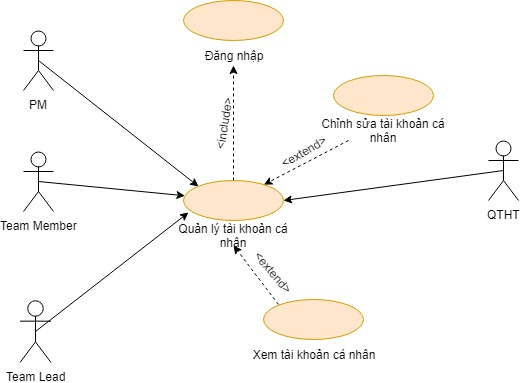 Đăng nhập
PM
<include>
Chỉnh sửa tài khoản cá
nhân
<extend>
Team Member
QTHT
Quản lý tài khoản cá
nhân
<extend>
Xem tài khoản cá nhân
Team Lead